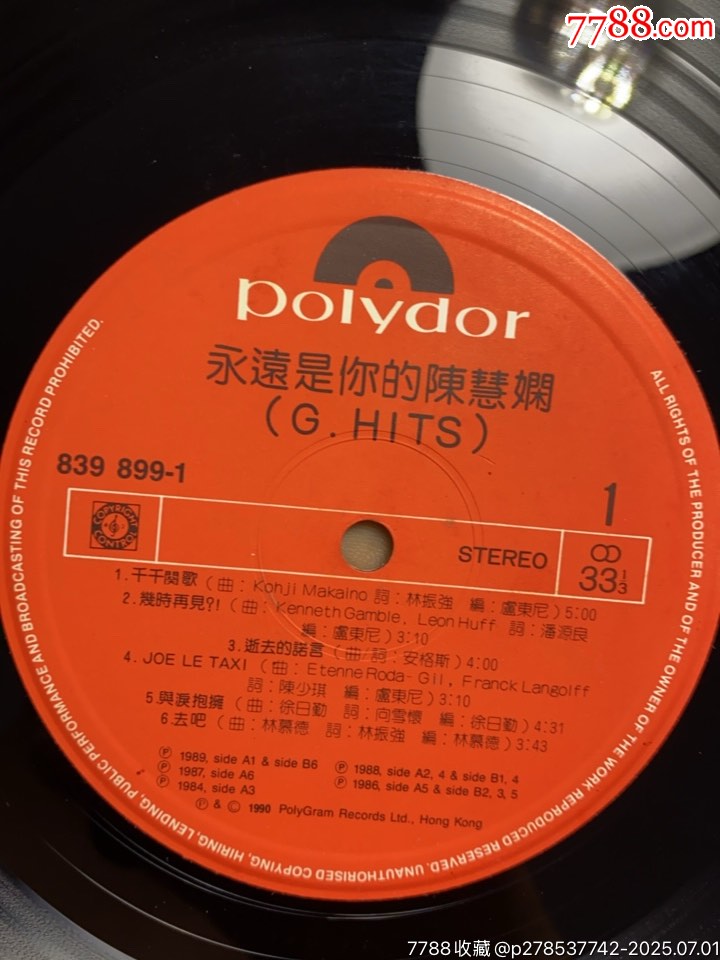 7788.com
polydor
永遠是你的陳慧嫻
(G.HITS)
839 899-1
1
COPYRIGHT CONTROL
STEREO
33 1/3
1.千千闋歌(曲:Kohji Makaino 詞:林振強 編:盧東尼)5:00
2.幾時再見?!(曲:Kenneth Gamble, Leon Huff 詞:潘源良
編:盧東尼)3:10
3.逝去的諾言(曲/詞:安格斯)4:00
4.JOE LE TAXI(曲:Etenne Roda-Gil, Franck Langolff
詞:陳少琪 編:盧東尼)3:10
5.與淚抱擁(曲:徐日勤 詞:向雪懷 編:徐日勤)4:31
6.去吧(曲:林慕德 詞:林振強 編:林慕德)3:43
Ⓟ 1989, side A1 & side B6 Ⓟ 1988, side A2, 4 & side B1, 4
Ⓟ 1987, side A6 Ⓟ 1986, side A5 & side B2, 3, 5
Ⓟ 1984, side A3
Ⓟ & © 1990 PolyGram Records Ltd., Hong Kong
ALL RIGHTS OF THE PRODUCER AND OF THE OWNER OF THE WORK REPRODUCED RESERVED. UNAUTHORISED COPYING, HIRING, LENDING, PUBLIC PERFORMANCE AND BROADCASTING OF THIS RECORD PROHIBITED.
7788收藏@p278537742-2025.07.01